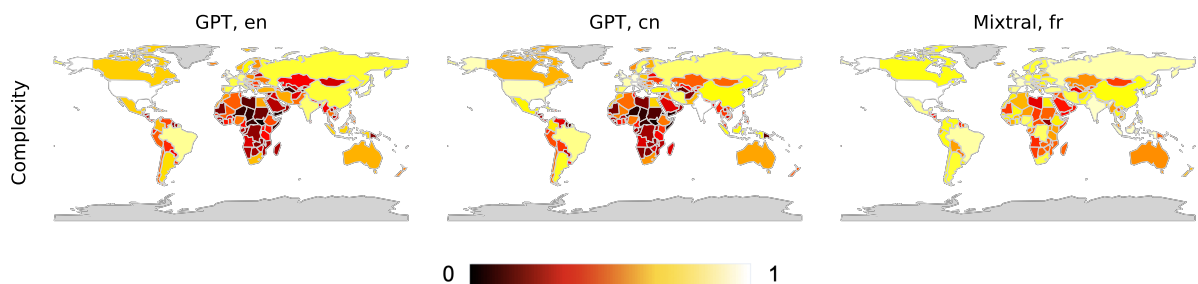 GPT, en
GPT, cn
Mixtral, fr
Complexity
0
1